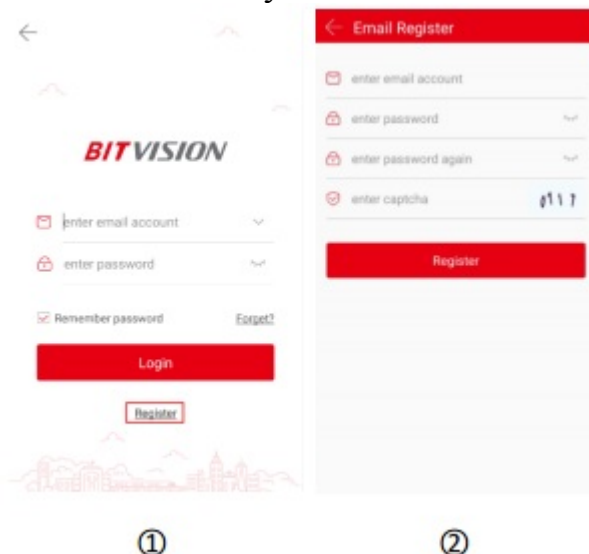 BITVISION
enter email account
enter password
Remember password
Forget?
Login
Register
①
Email Register
enter email account
enter password
enter password again
enter captcha
Register
②